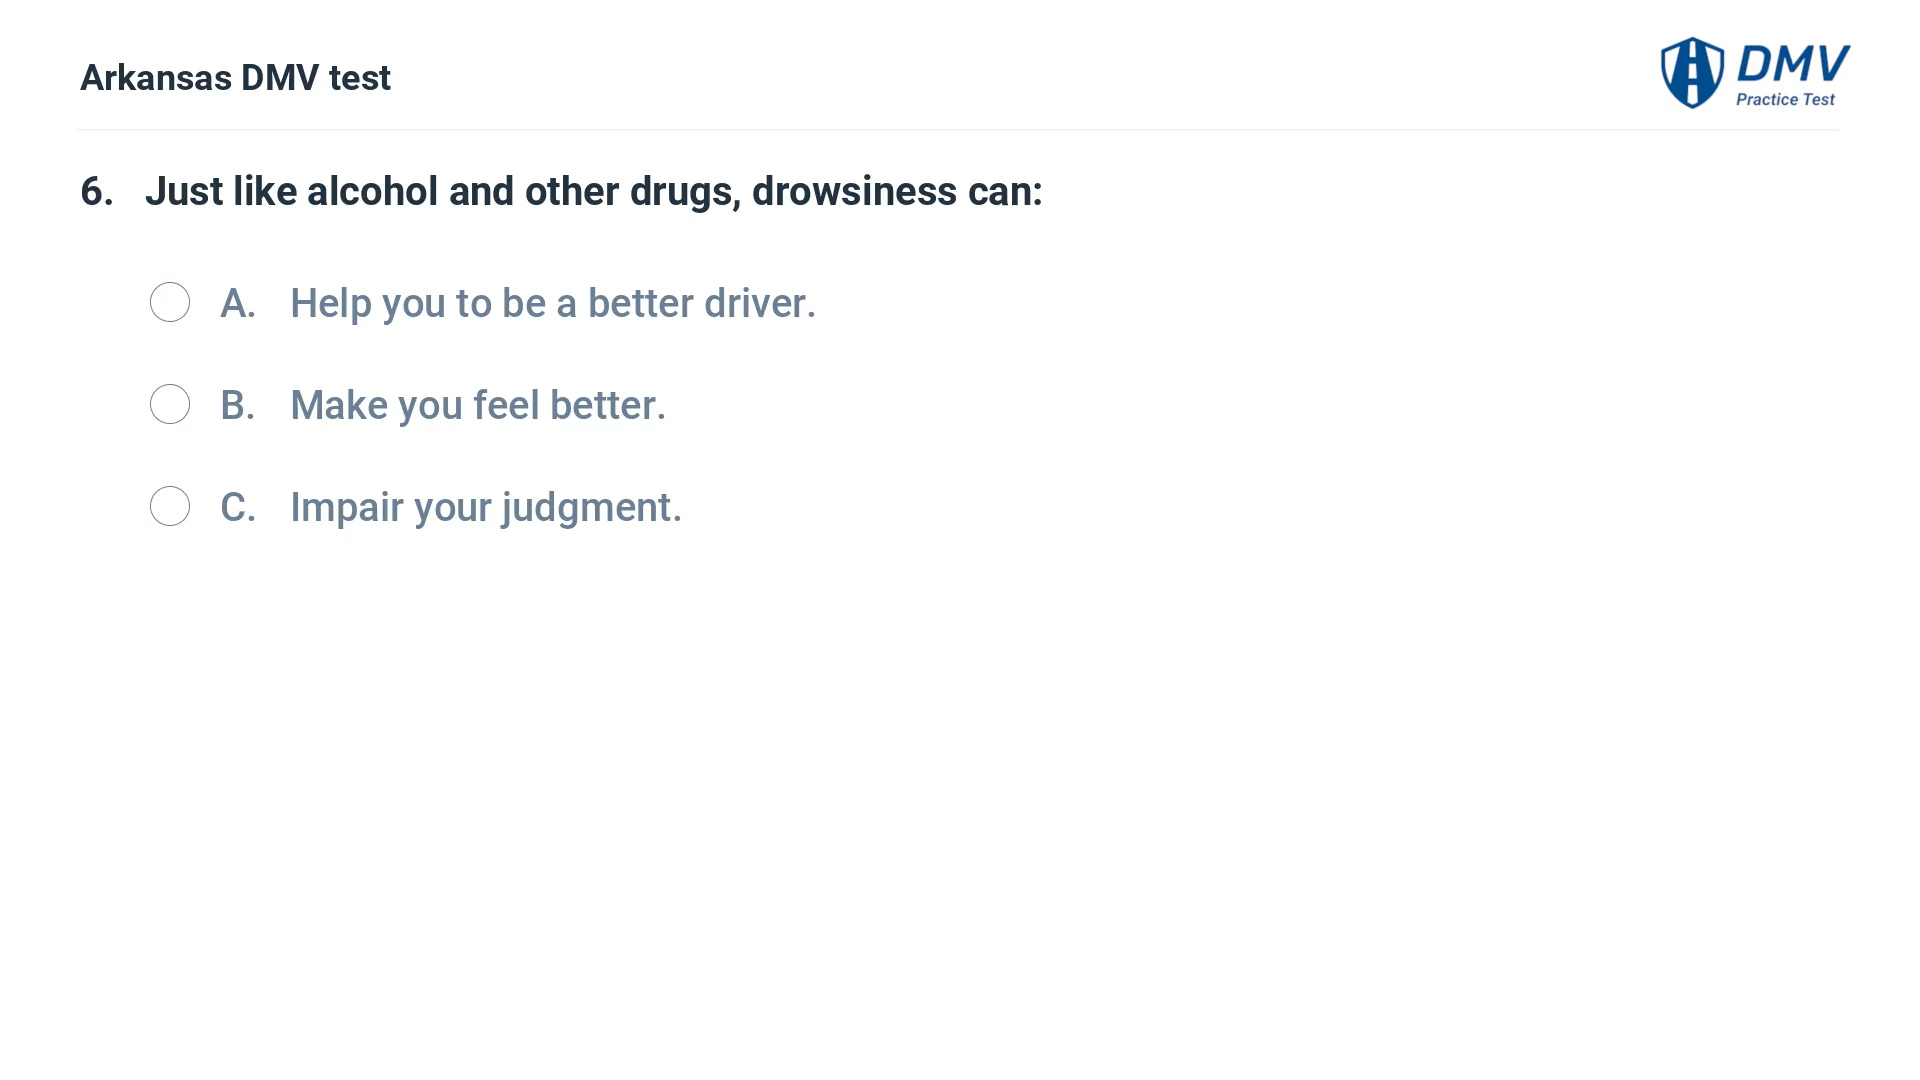 Arkansas DMV test
DMV
Practice Test
6. Just like alcohol and other drugs, drowsiness can:
A. Help you to be a better driver.
B. Make you feel better.
C. Impair your judgment.